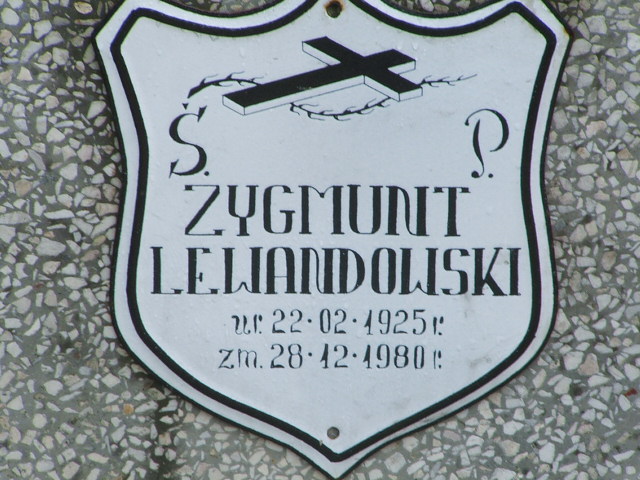 Ś. P.
ZYGMUNT
LEWANDOWSKI
ur. 22·02·1925 r.
zm. 28·12·1980 r.